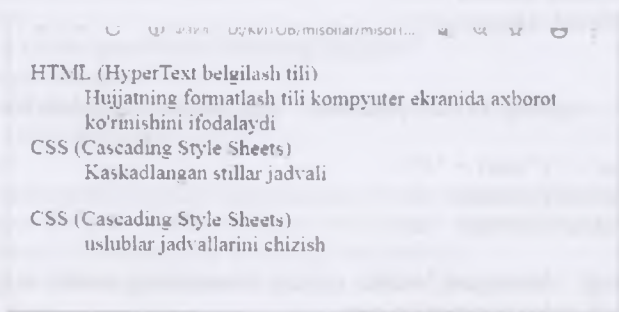 HTML (HyperText belgilash tili)
Hujjatning formatlash tili kompyuter ekranida axborot
ko'rinishini ifodalaydi
CSS (Cascading Style Sheets)
Kaskadlangan stillar jadvali
CSS (Cascading Style Sheets)
uslublar jadvallarini chizish